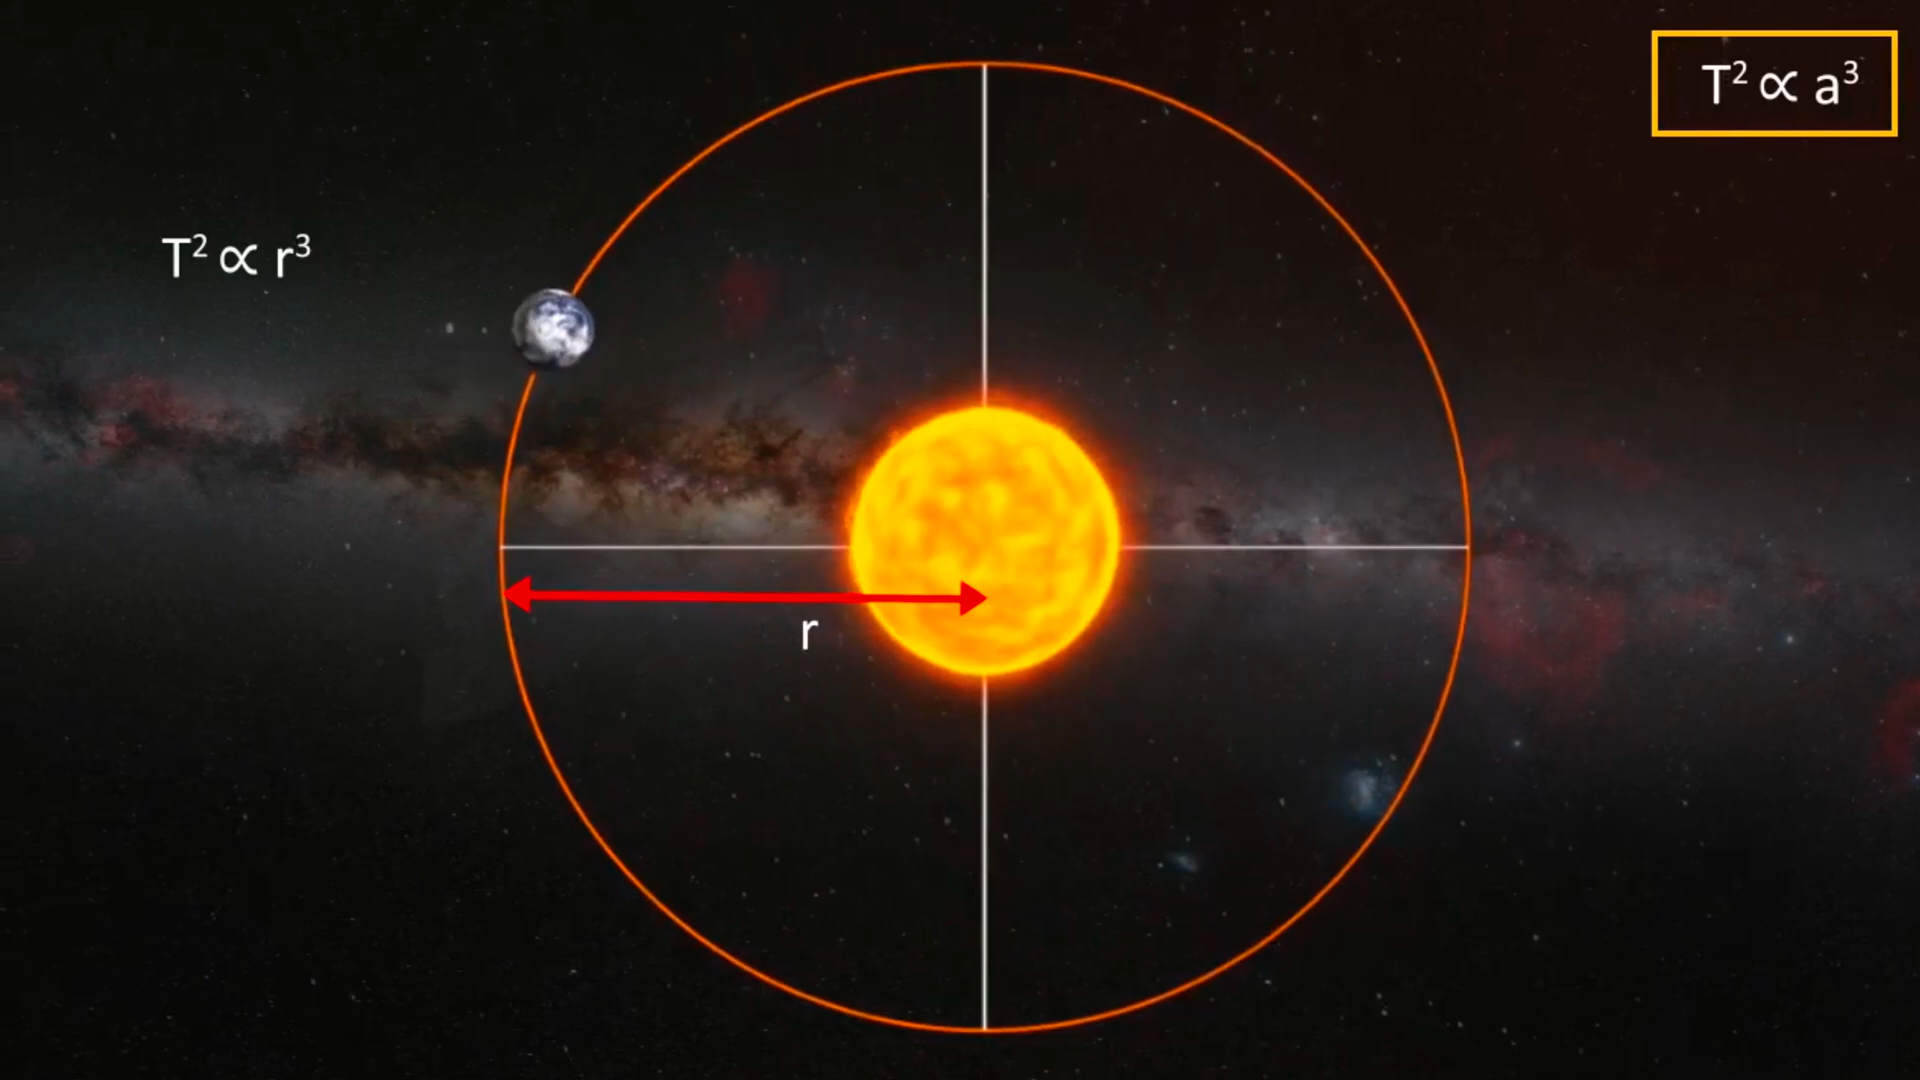 T² ∝ a³
T² ∝ r³
r